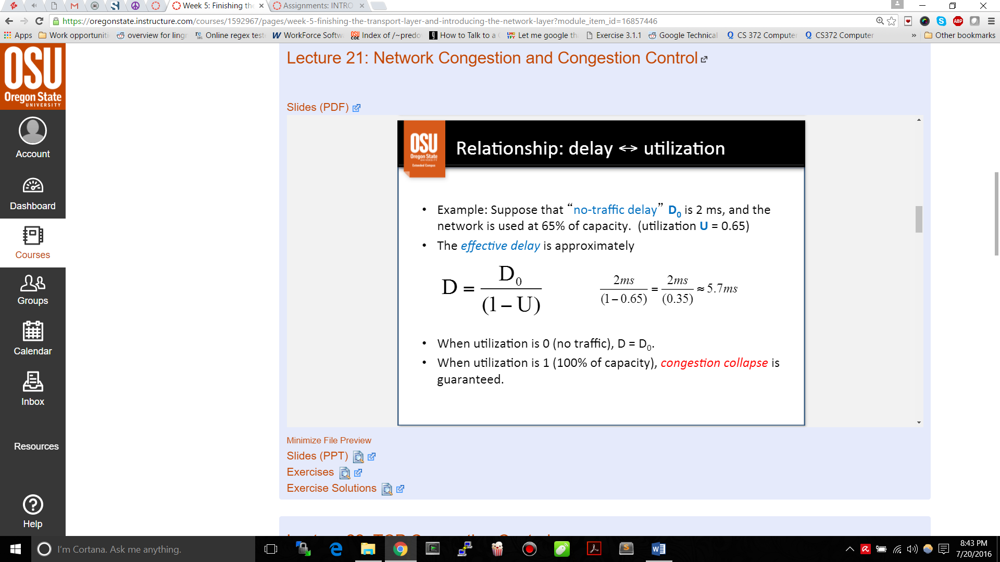 Week 5: Finishing the
Assignments: INTRO
https://oregonstate.instructure.com/courses/1592967/pages/week-5-finishing-the-transport-layer-and-introducing-the-network-layer?module_item_id=16857446
Apps
Work opportuniti
overview for lingr
Online regex test
WorkForce Softw
Index of /~predo
How to Talk to a
Let me google th
Exercise 3.1.1
Google Technical
CS 372 Computer
CS372 Computer
»
Other bookmarks
OSU
Oregon State
UNIVERSITY
Account
Dashboard
Courses
Groups
Calendar
Inbox
Resources
Help
Lecture 21: Network Congestion and Congestion Control
Slides (PDF)
OSU
Oregon State
UNIVERSITY
Extended Campus
Relationship: delay ↔ utilization
• Example: Suppose that “no-traffic delay” D₀ is 2 ms, and the
network is used at 65% of capacity. (utilization U = 0.65)
• The effective delay is approximately
D = D₀ / (1 – U)
2ms / (1 – 0.65) = 2ms / (0.35) ≈ 5.7ms
• When utilization is 0 (no traffic), D = D₀.
• When utilization is 1 (100% of capacity), congestion collapse is
guaranteed.
Minimize File Preview
Slides (PPT)
Exercises
Exercise Solutions
I'm Cortana. Ask me anything.
8:43 PM
7/20/2016